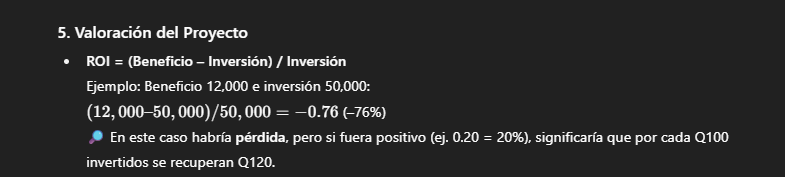 5. Valoración del Proyecto
• ROI = (Beneficio – Inversión) / Inversión
Ejemplo: Beneficio 12,000 e inversión 50,000:
(12,000–50,000)/50,000 = −0.76 (–76%)
🔎 En este caso habría pérdida, pero si fuera positivo (ej. 0.20 = 20%), significaría que por cada Q100
invertidos se recuperan Q120.